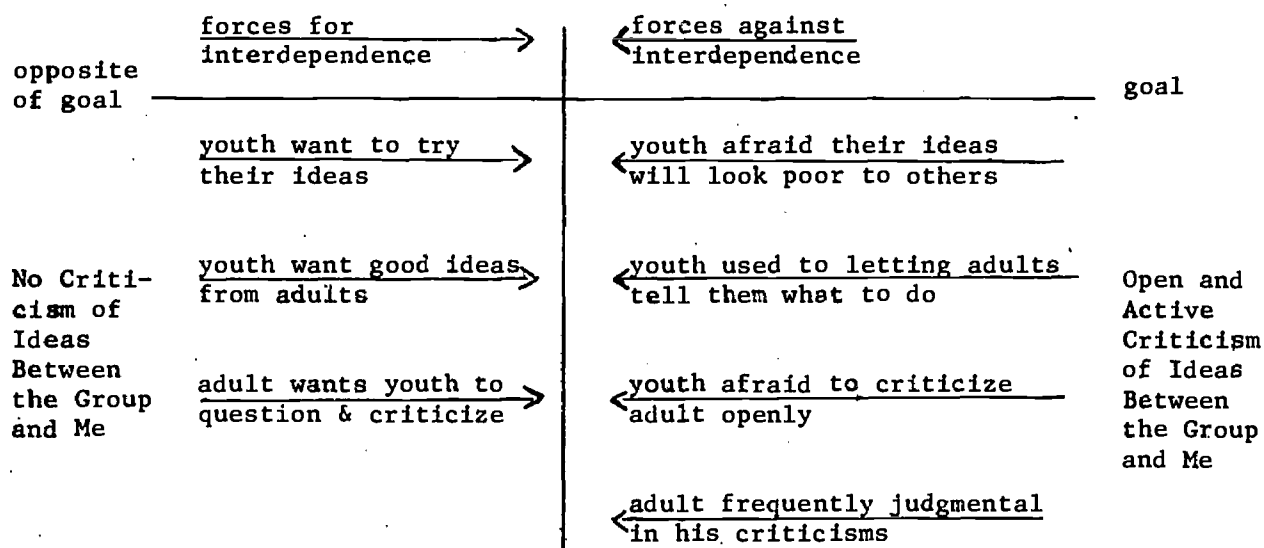 forces for
interdependence
forces against
interdependence
opposite
of goal
goal
youth want to try
their ideas
youth afraid their ideas
will look poor to others
No Criti-
cism of
Ideas
Between
the Group
and Me
youth want good ideas
from adults
youth used to letting adults
tell them what to do
adult wants youth to
question & criticize
youth afraid to criticize
adult openly
adult frequently judgmental
in his criticisms
Open and
Active
Criticism
of Ideas
Between
the Group
and Me